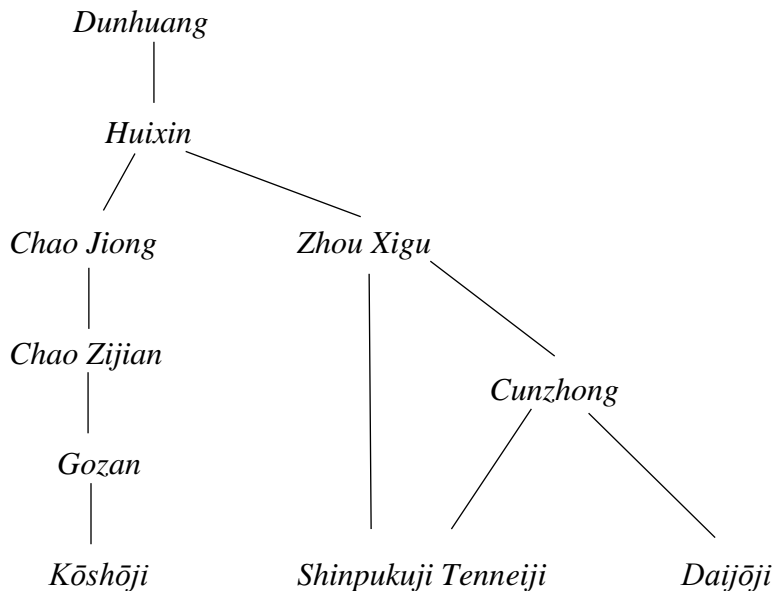 Dunhuang
Huixin
Chao Jiong Zhou Xigu
Chao Zijian
Cunzhong
Gozan
Kōshōji Shinpukuji Tenneiji Daijōji